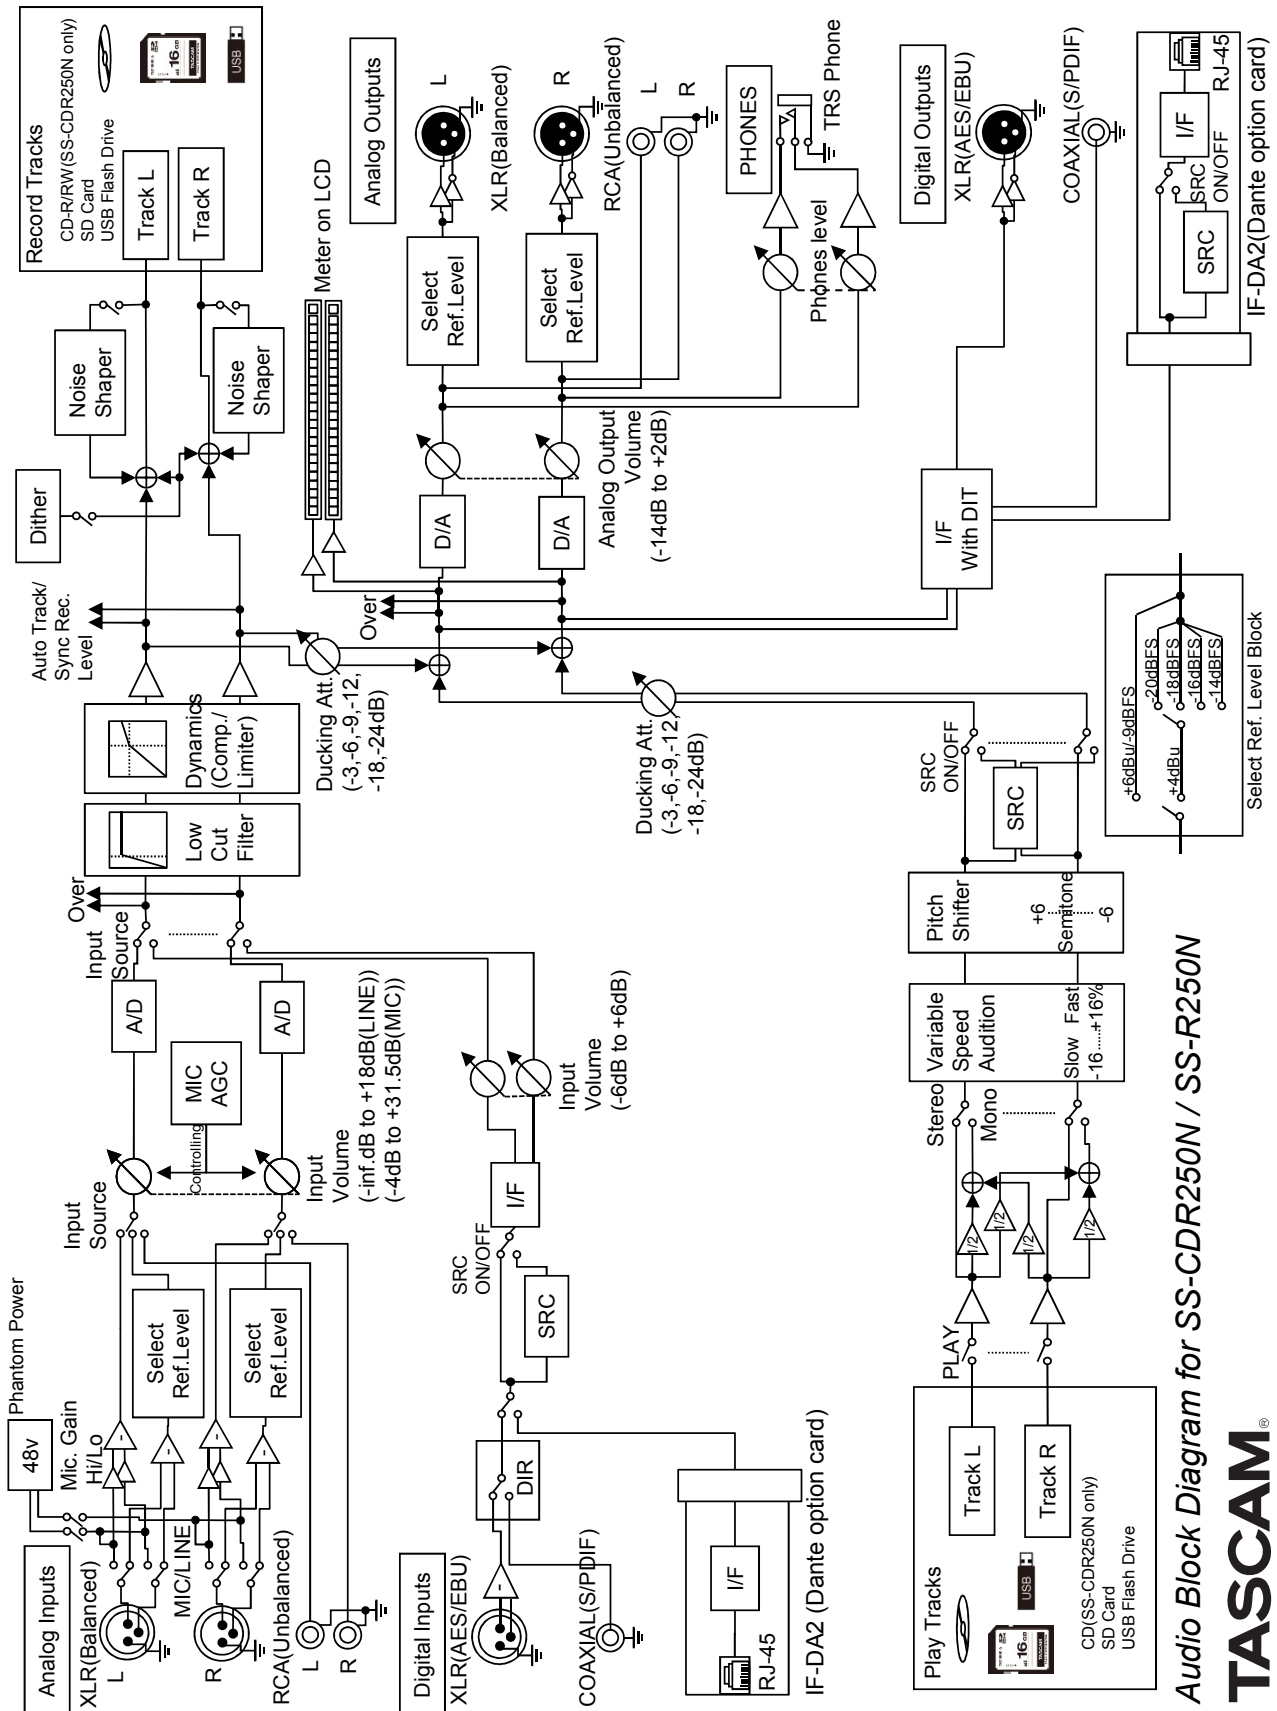 Analog Inputs
XLR(Balanced)
L
R
MIC/LINE
RCA(Unbalanced)
L
R
Phantom Power
48v
Mic. Gain
Hi/Lo
-
-
-
-
Select
Ref.Level
Select
Ref.Level
Input
Source
Controlling
MIC
AGC
Input
Volume
(-inf.dB to +18dB(LINE))
(-4dB to +31.5dB(MIC))
A/D
A/D
Input
Source
Over
Low
Cut
Filter
Dynamics
(Comp./
Limiter)
Auto Track/
Sync Rec.
Level
Dither
Noise
Shaper
Noise
Shaper
Record Tracks
CD-R/RW(SS-CDR250N only)
SD Card
USB Flash Drive
Track L
Track R
16 GB
TASCAM
USB
Digital Inputs
XLR(AES/EBU)
-
COAXIAL(S/PDIF)
DIR
SRC
ON/OFF
SRC
I/F
Input
Volume
(-6dB to +6dB)
RJ-45
I/F
IF-DA2 (Dante option card)
Ducking Att.
(-3,-6,-9,-12,
-18,-24dB)
Ducking Att.
(-3,-6,-9,-12,
-18,-24dB)
Over
Meter on LCD
D/A
D/A
Analog Output
Volume
(-14dB to +2dB)
Select
Ref.Level
Select
Ref.Level
Analog Outputs
XLR(Balanced)
L
R
RCA(Unbalanced)
L
R
PHONES
Phones level
TRS Phone
Play Tracks
16 GB
TASCAM
USB
CD(SS-CDR250N only)
SD Card
USB Flash Drive
Track L
Track R
PLAY
1/2
1/2
1/2
1/2
Stereo
Mono
Variable
Speed
Audition
Slow Fast
-16......+16%
Pitch
Shifter
+6
Semitone
-6
SRC
ON/OFF
SRC
I/F
With DIT
Digital Outputs
XLR(AES/EBU)
COAXIAL(S/PDIF)
SRC
SRC
ON/OFF
I/F
RJ-45
IF-DA2(Dante option card)
+6dBu/-9dBFS
+4dBu
-20dBFS
-18dBFS
-16dBFS
-14dBFS
Select Ref. Level Block
Audio Block Diagram for SS-CDR250N / SS-R250N
TASCAM®